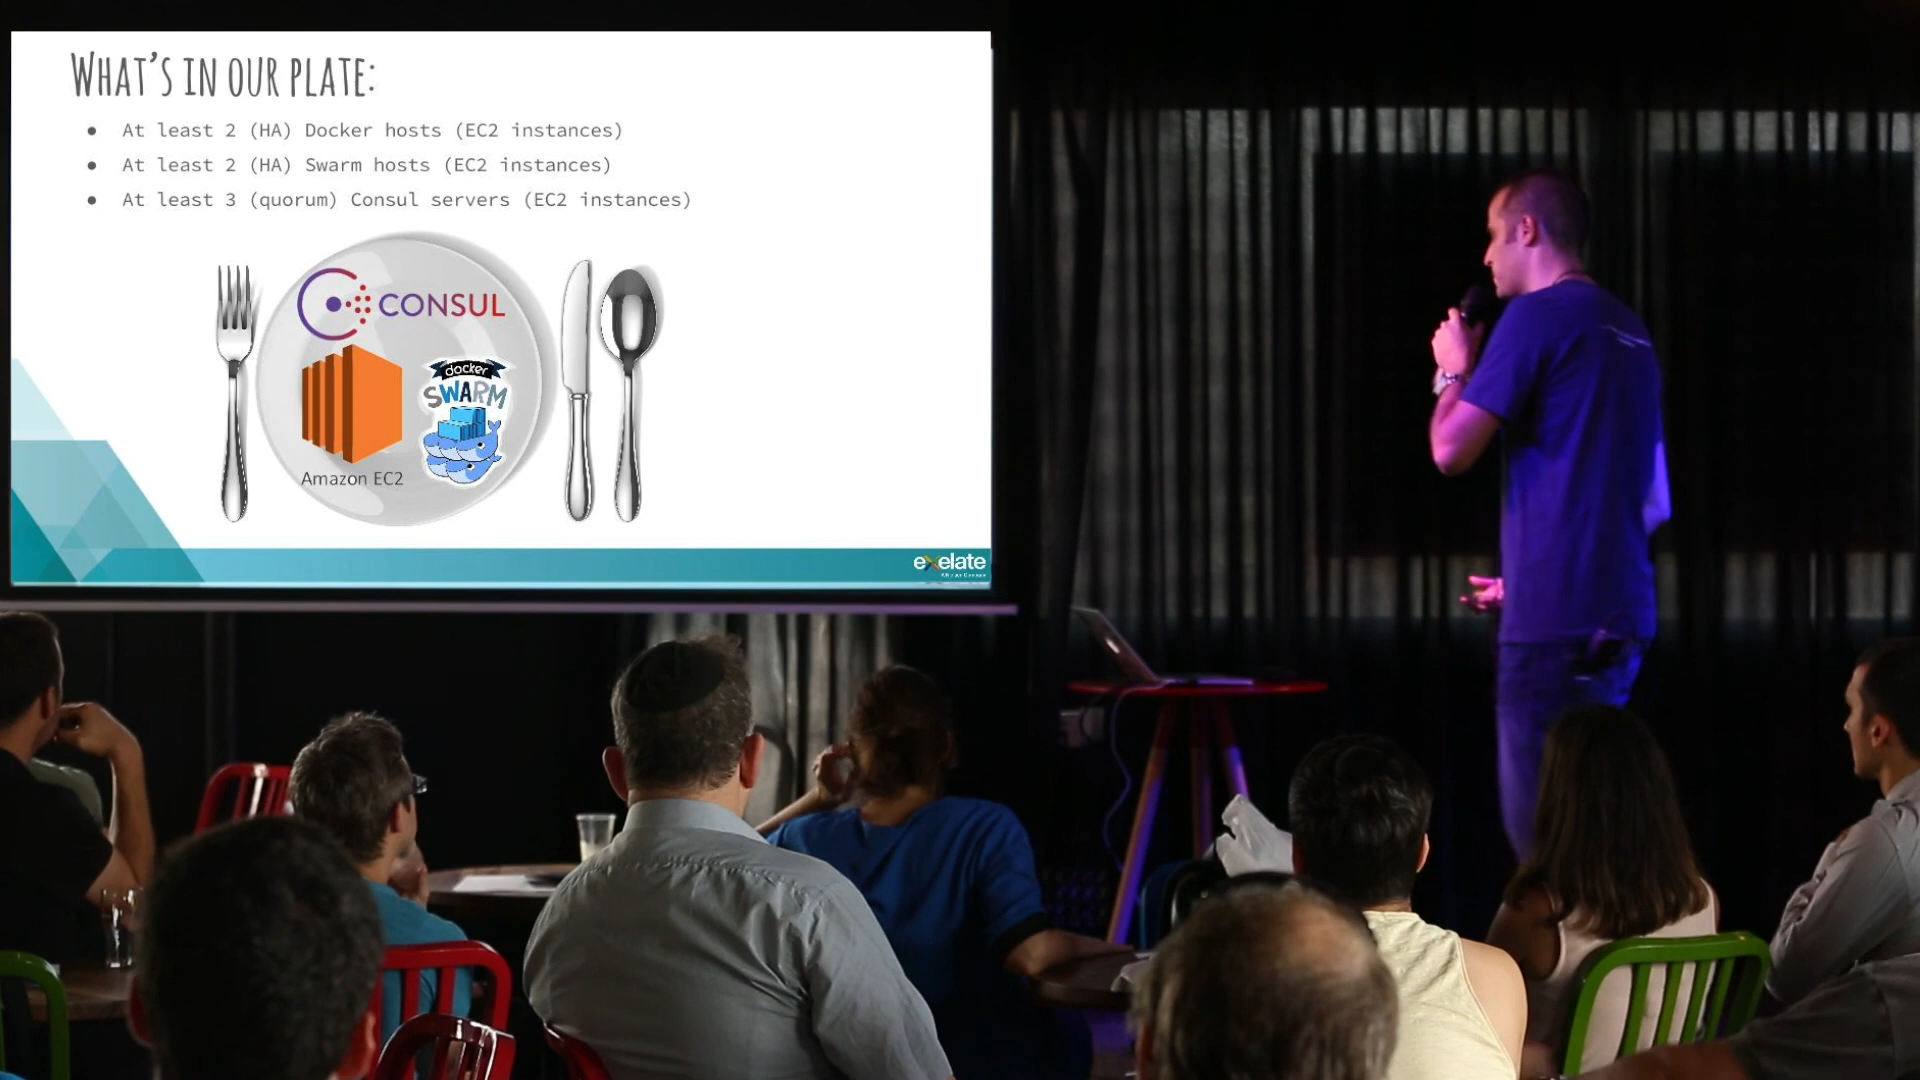 WHAT'S IN OUR PLATE:
● At least 2 (HA) Docker hosts (EC2 instances)
● At least 2 (HA) Swarm hosts (EC2 instances)
● At least 3 (quorum) Consul servers (EC2 instances)
CONSUL
docker
SWARM
Amazon EC2
exelate